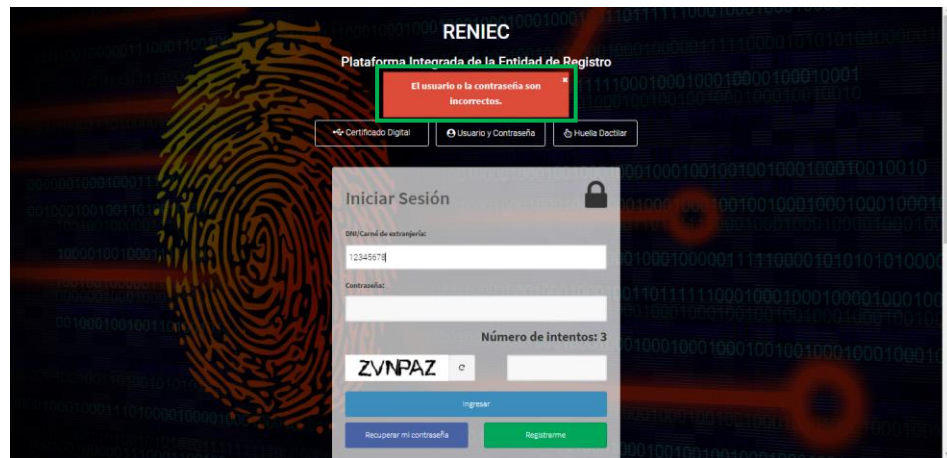 RENIEC
Plataforma Integrada de la Entidad de Registro
El usuario o la contraseña son
incorrectos.
×
Certificado Digital
Usuario y Contraseña
Huella Dactilar
Iniciar Sesión
DNI/Carné de extranjería:
12345678
Contraseña:
Número de intentos: 3
ZVNPAZ
Ingresar
Recuperar mi contraseña
Registrarme